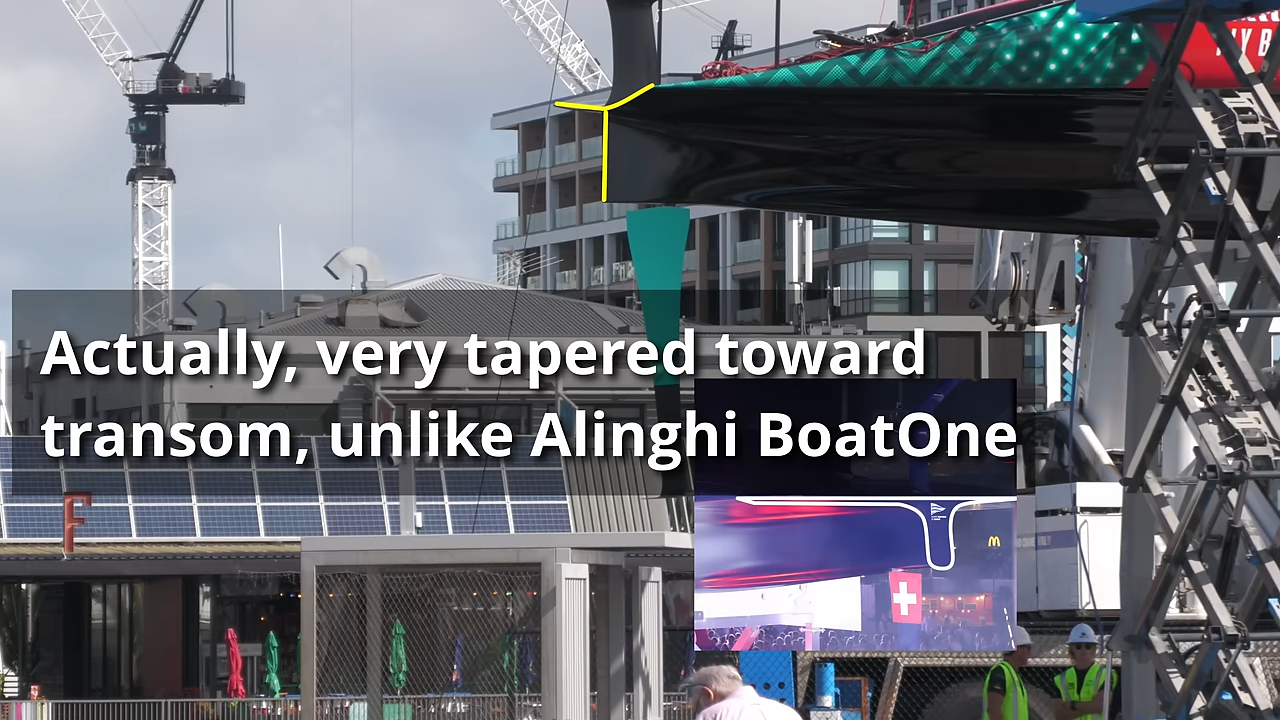 Actually, very tapered toward
transom, unlike Alinghi BoatOne
F